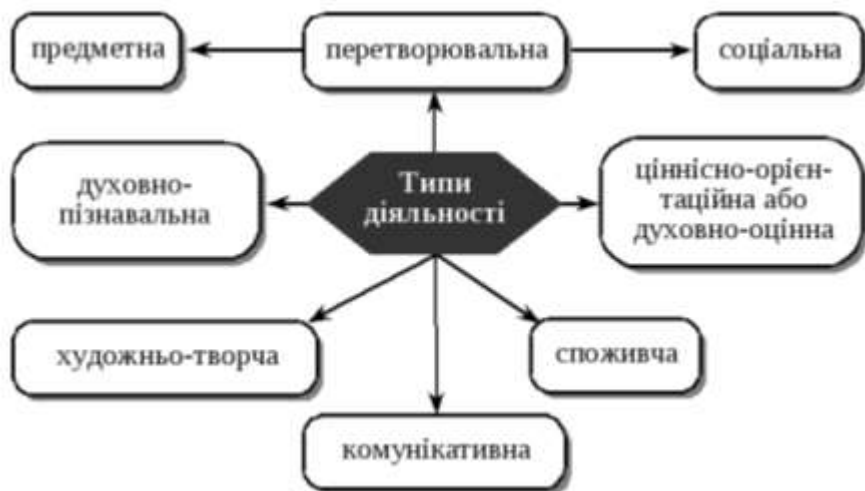 предметна
перетворювальна
соціальна
духовно-
пізнавальна
Типи
діяльності
ціннісно-орієн-
таційна або
духовно-оцінна
художньо-творча
споживча
комунікативна